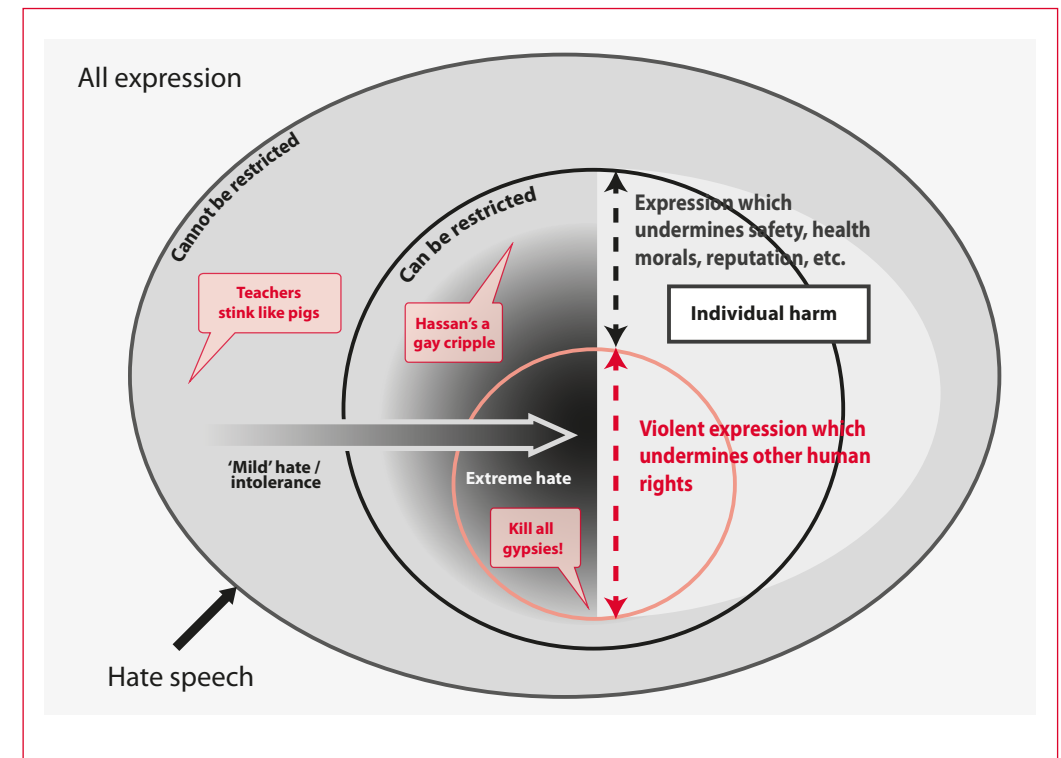 All expression
Cannot be restricted
Can be restricted
Expression which
undermines safety, health
morals, reputation, etc.
Teachers
stink like pigs
Hassan's a
gay cripple
Individual harm
Violent expression which
undermines other human
rights
'Mild' hate /
intolerance
Extreme hate
Kill all
gypsies!
Hate speech